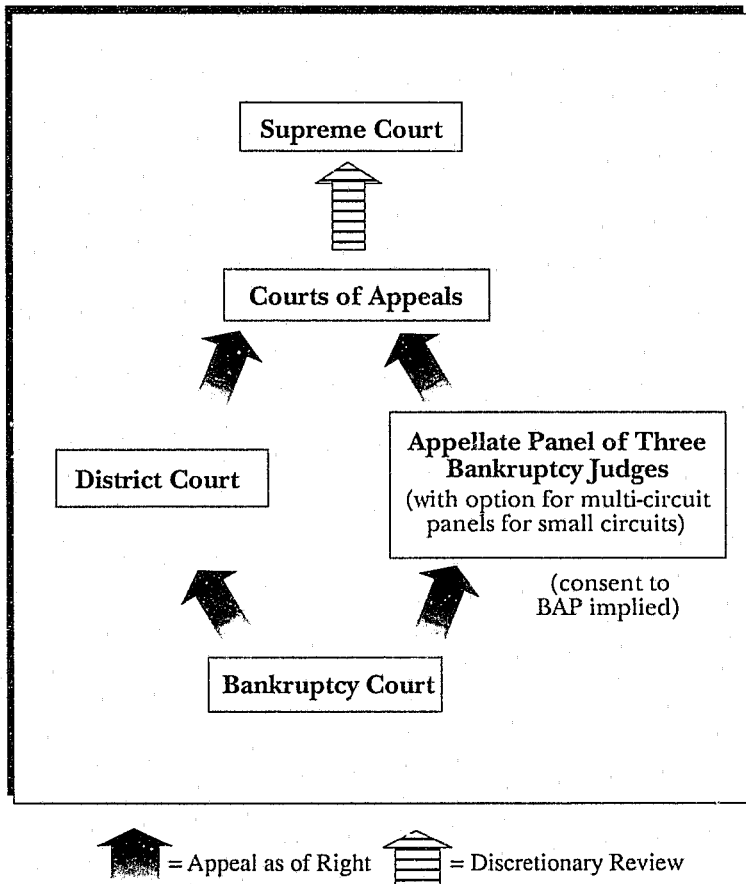 Supreme Court
Courts of Appeals
District Court
Appellate Panel of Three
Bankruptcy Judges
(with option for multi-circuit
panels for small circuits)
(consent to
BAP implied)
Bankruptcy Court
= Appeal as of Right
= Discretionary Review